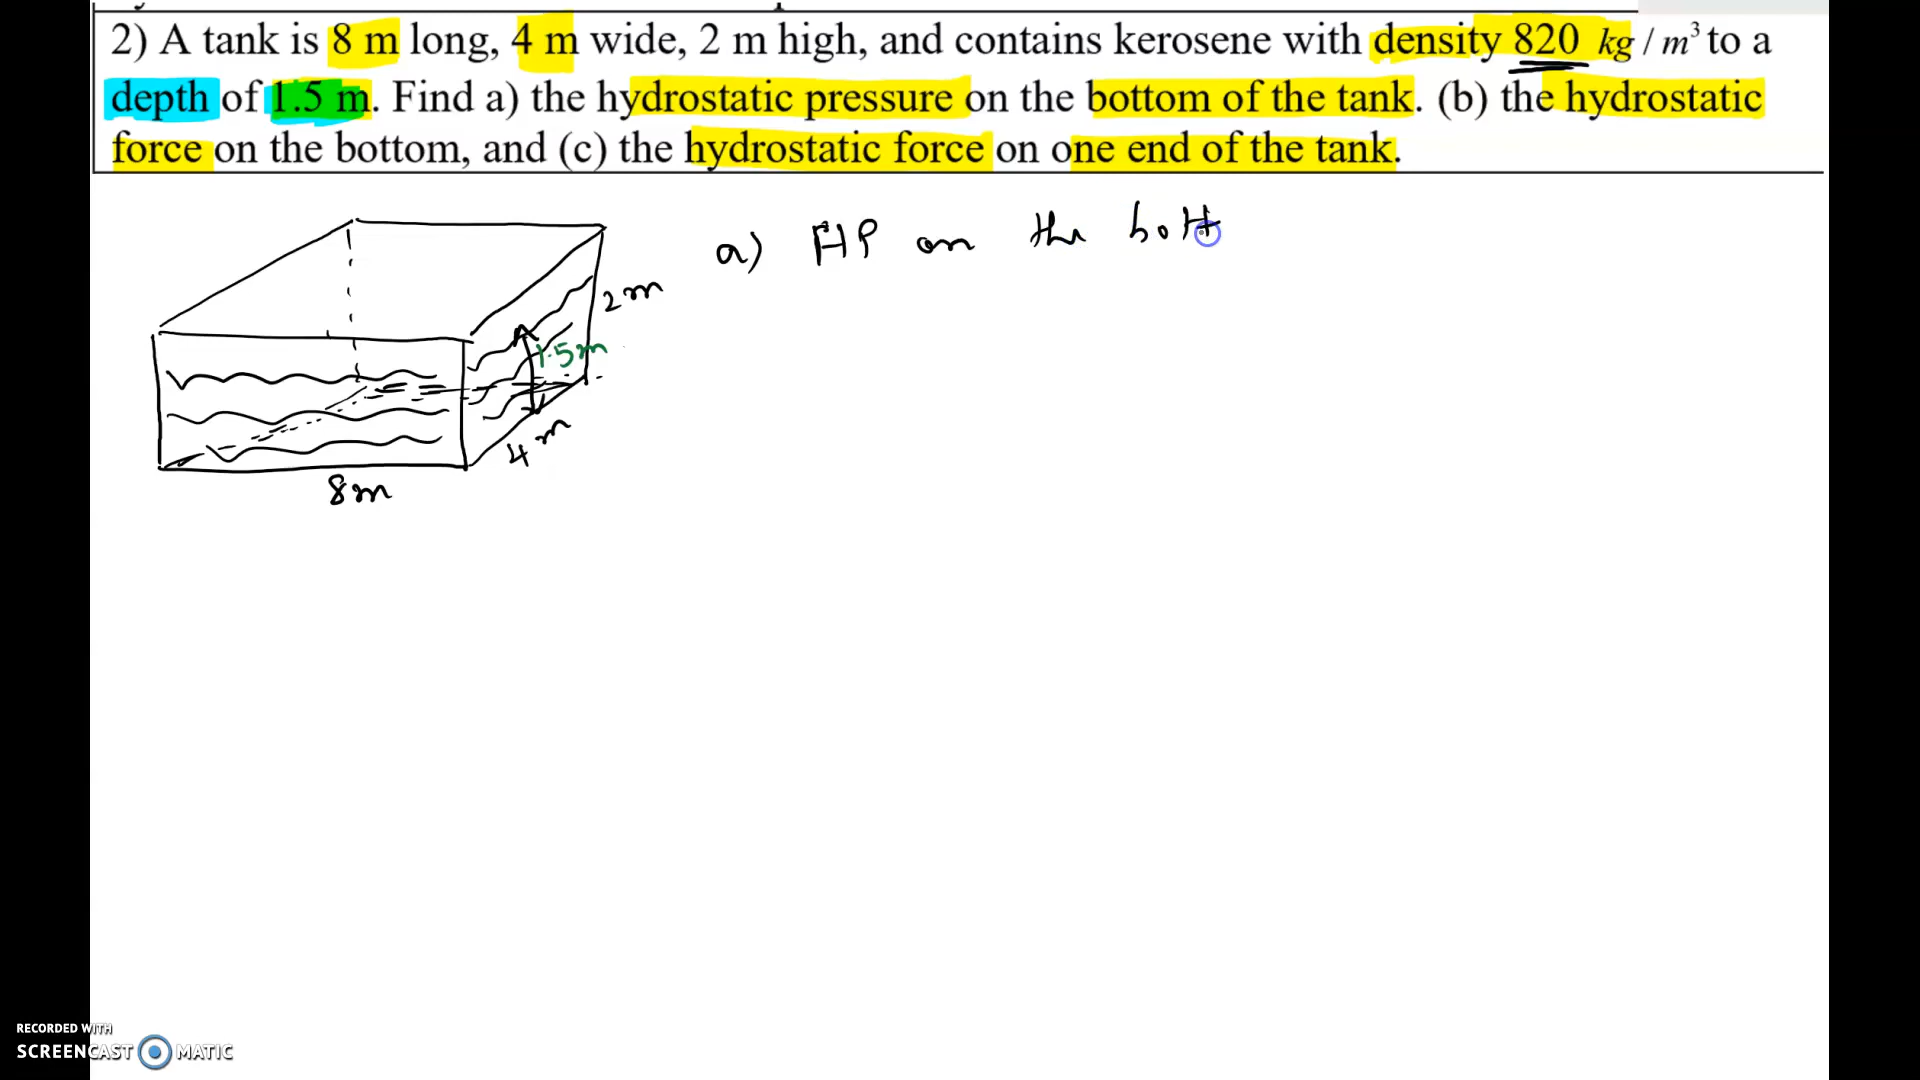 2) A tank is 8 m long, 4 m wide, 2 m high, and contains kerosene with density 820 kg / m³ to a
depth of 1.5 m. Find a) the hydrostatic pressure on the bottom of the tank. (b) the hydrostatic
force on the bottom, and (c) the hydrostatic force on one end of the tank.
a) HP on the bott
2m
1.5m
4 m
8m
RECORDED WITH
SCREENCAST MATIC